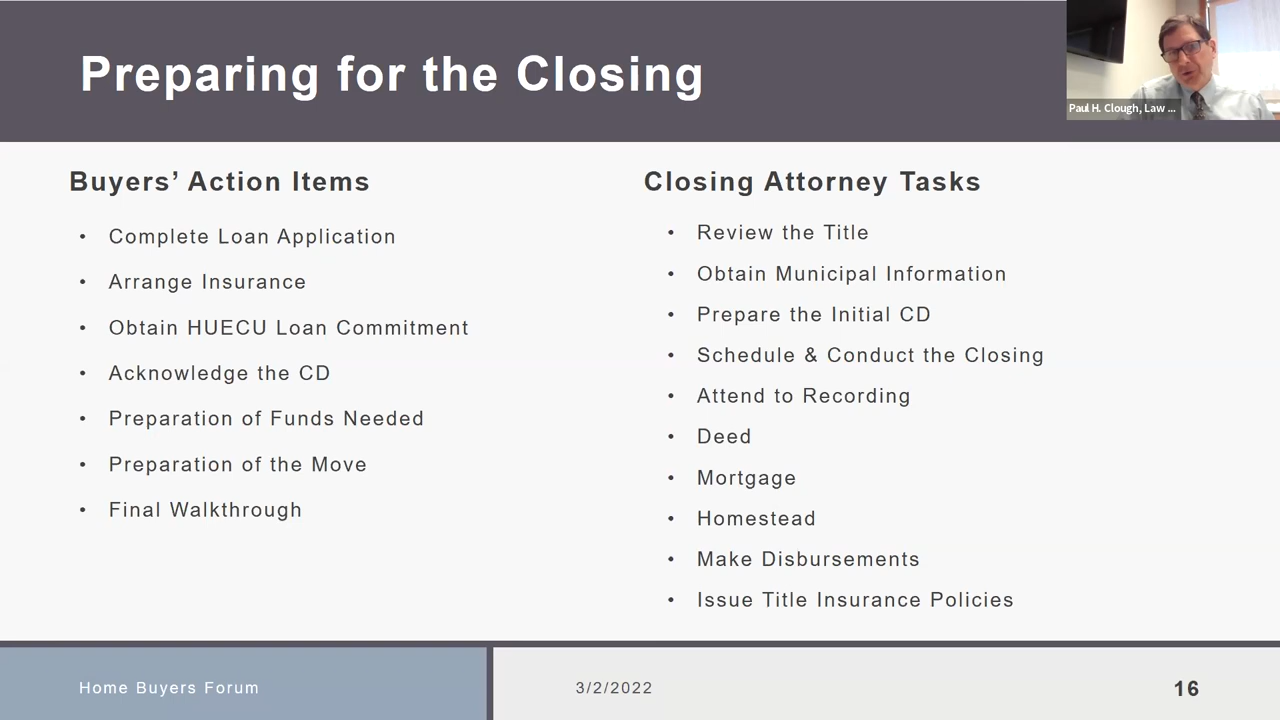 Preparing for the Closing
Paul H. Clough, Law ...
Buyers’ Action Items
• Complete Loan Application
• Arrange Insurance
• Obtain HUECU Loan Commitment
• Acknowledge the CD
• Preparation of Funds Needed
• Preparation of the Move
• Final Walkthrough
Closing Attorney Tasks
• Review the Title
• Obtain Municipal Information
• Prepare the Initial CD
• Schedule & Conduct the Closing
• Attend to Recording
• Deed
• Mortgage
• Homestead
• Make Disbursements
• Issue Title Insurance Policies
Home Buyers Forum
3/2/2022
16